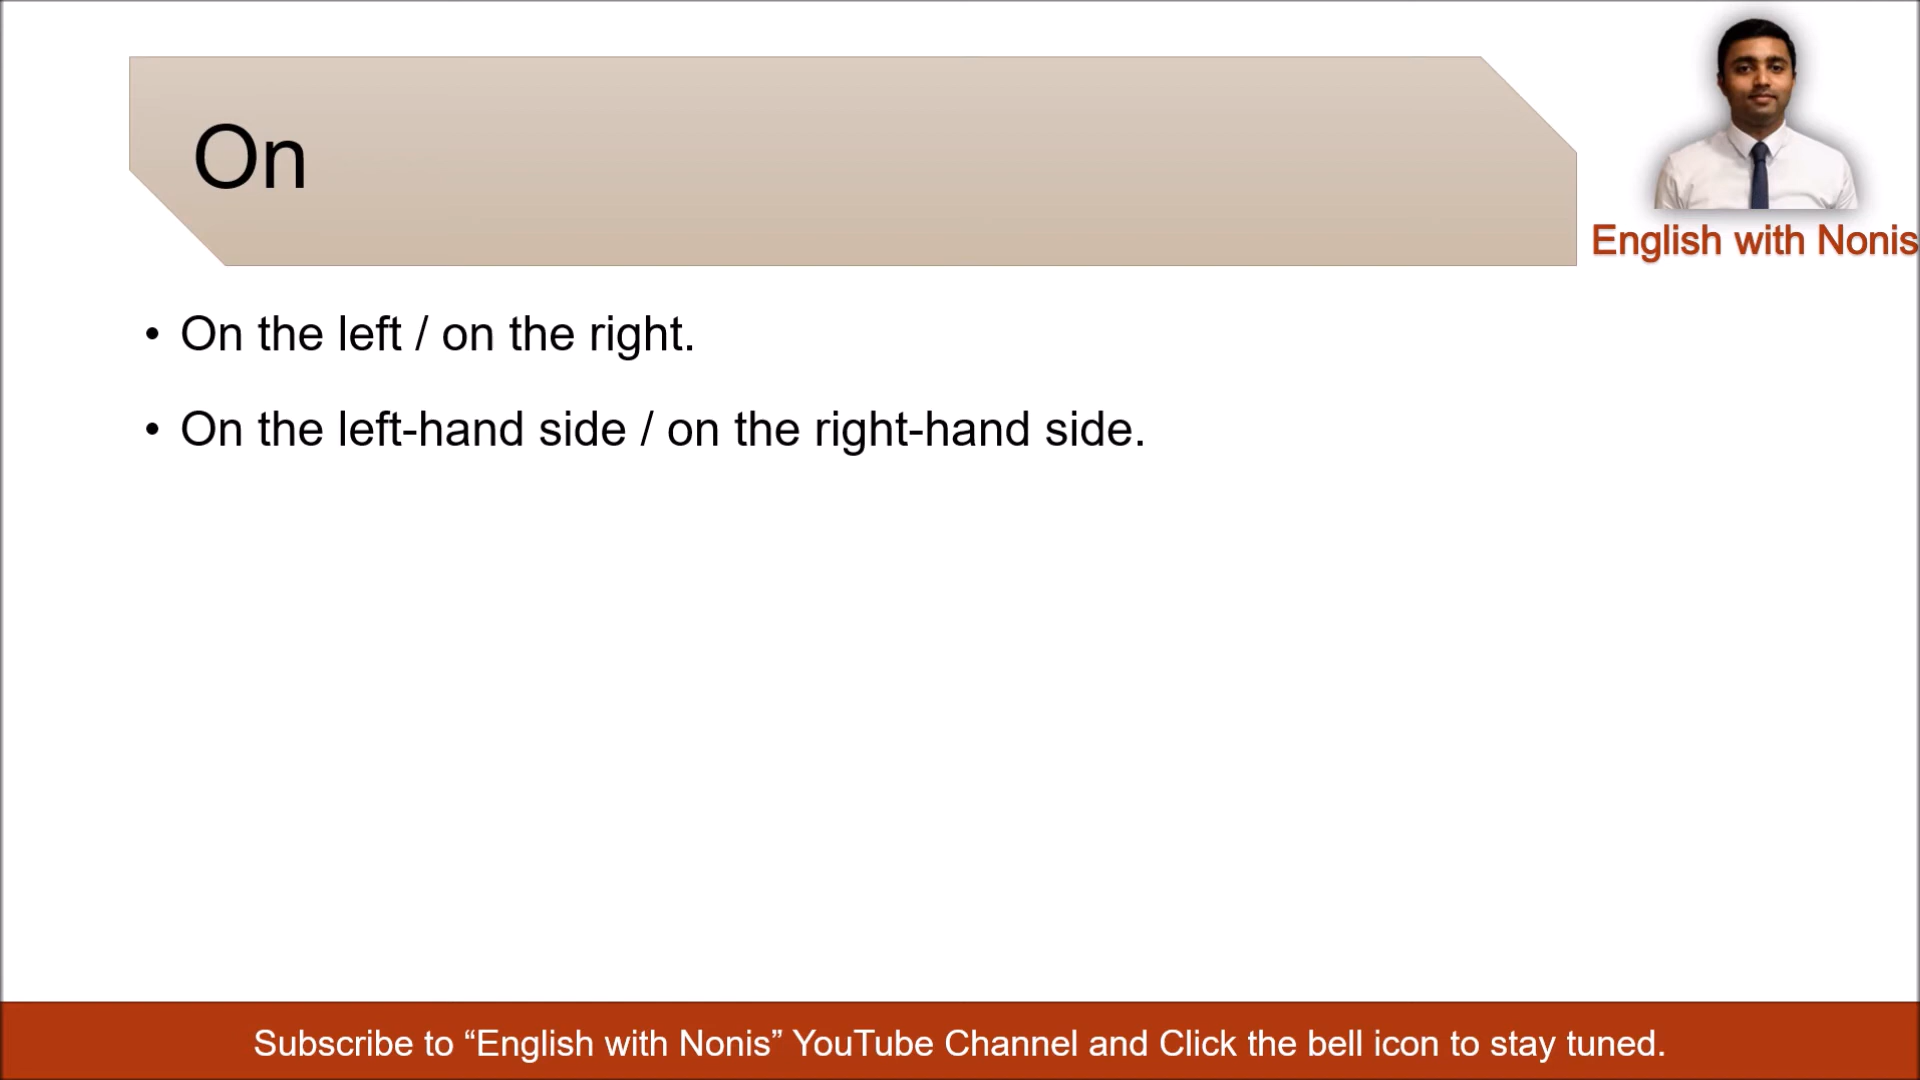 On
English with Nonis
• On the left / on the right.
• On the left-hand side / on the right-hand side.
Subscribe to “English with Nonis” YouTube Channel and Click the bell icon to stay tuned.